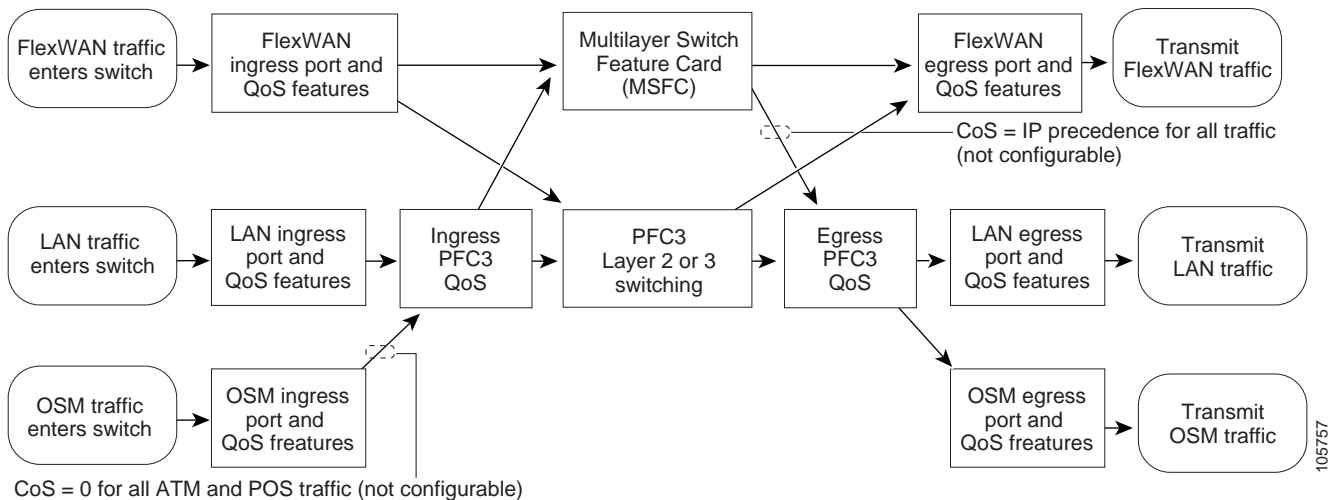 FlexWAN traffic
enters switch
FlexWAN
ingress port and
QoS features
Multilayer Switch
Feature Card
(MSFC)
FlexWAN
egress port and
QoS features
Transmit
FlexWAN traffic
CoS = IP precedence for all traffic
(not configurable)
LAN traffic
enters switch
LAN ingress
port and
QoS features
Ingress
PFC3
QoS
PFC3
Layer 2 or 3
switching
Egress
PFC3
QoS
LAN egress
port and
QoS features
Transmit
LAN traffic
OSM traffic
enters switch
OSM ingress
port and
QoS freatures
OSM egress
port and
QoS freatures
Transmit
OSM traffic
CoS = 0 for all ATM and POS traffic (not configurable)
105757